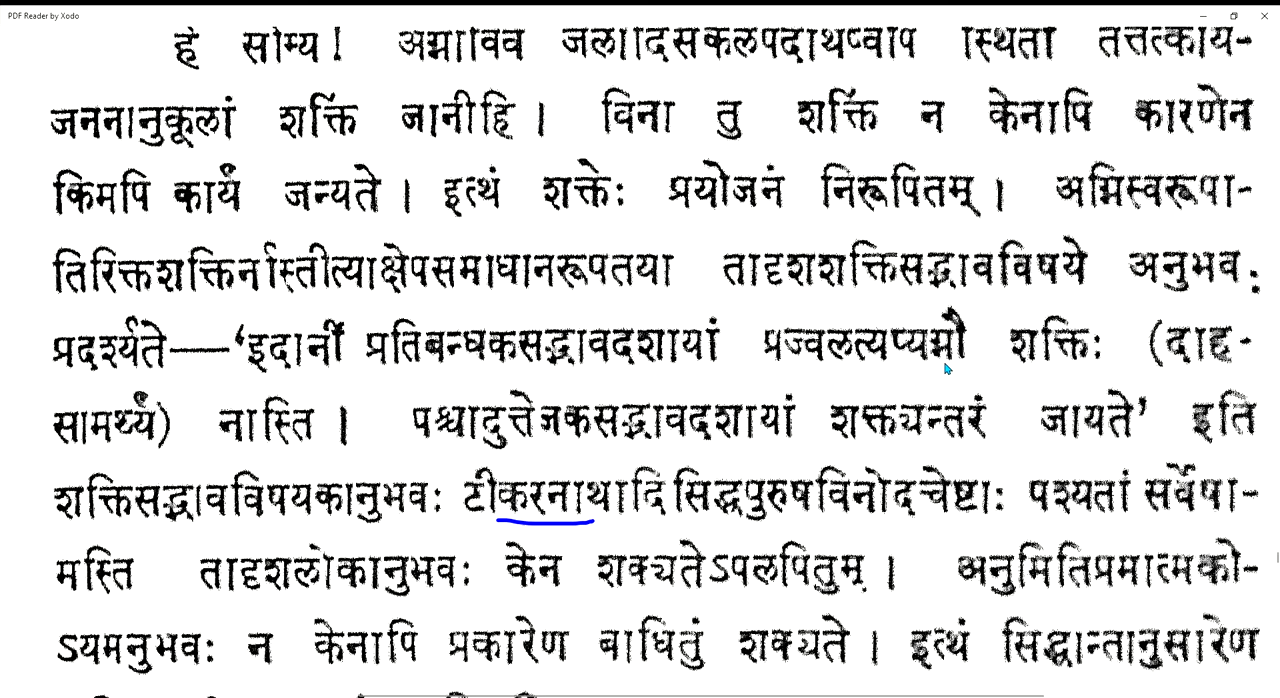 PDF Reader by Xodo
हे सोम्य! अग्नाविव जलादिसकलपदार्थेष्वपि स्थितां तत्तत्कार्य-
जननानुकूलां शक्तिं जानीहि । विना तु शक्तिं न केनापि कारणेन
किमपि कार्यं जन्यते । इत्थं शक्तेः प्रयोजनं निरूपितम् । अग्निस्वरूपा-
तिरिक्तशक्तिर्नास्तीत्याक्षेपसमाधानरूपतया तादृशशक्तिसद्भावविषये अनुभवः
प्रदर्श्यते—‘इदानीं प्रतिबन्धकसद्भावदशायां प्रज्वलत्यप्यग्नौ शक्तिः (दाह-
सामर्थ्यं) नास्ति । पश्चादुत्तेजकसद्भावदशायां शक्त्यन्तरं जायते’ इति
शक्तिसद्भावविषयकानुभवः टीकरनाथादिसिद्धपुरुषविनोदचेष्टाः पश्यतां सर्वेषा-
मस्ति तादृशलोकानुभवः केन शक्यतेऽपलपितुम् । अनुमितिप्रमात्मको-
ऽयमनुभवः न केनापि प्रकारेण बाधितुं शक्यते । इत्थं सिद्धान्तानुसारेण